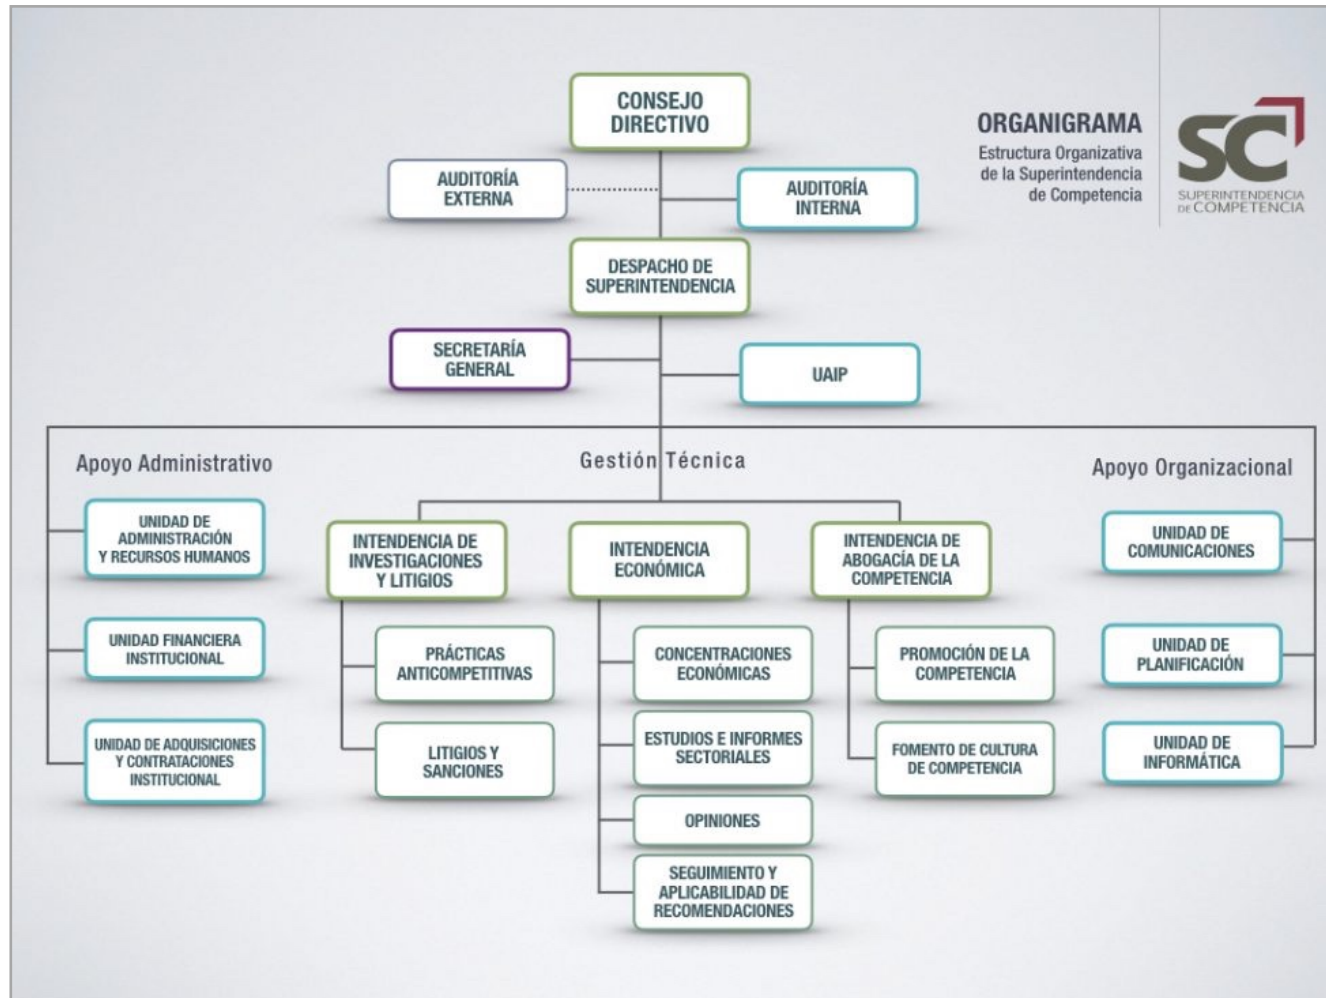 CONSEJO
DIRECTIVO
ORGANIGRAMA
Estructura Organizativa
de la Superintendencia
de Competencia
SC
SUPERINTENDENCIA
DE COMPETENCIA
AUDITORÍA
EXTERNA
AUDITORÍA
INTERNA
DESPACHO DE
SUPERINTENDENCIA
SECRETARÍA
GENERAL
UAIP
Apoyo Administrativo
UNIDAD DE
ADMINISTRACIÓN
Y RECURSOS HUMANOS
UNIDAD FINANCIERA
INSTITUCIONAL
UNIDAD DE ADQUISICIONES
Y CONTRATACIONES
INSTITUCIONAL
Gestión Técnica
INTENDENCIA DE
INVESTIGACIONES
Y LITIGIOS
PRÁCTICAS
ANTICOMPETITIVAS
LITIGIOS Y
SANCIONES
INTENDENCIA
ECONÓMICA
CONCENTRACIONES
ECONÓMICAS
ESTUDIOS E INFORMES
SECTORIALES
OPINIONES
SEGUIMIENTO Y
APLICABILIDAD DE
RECOMENDACIONES
INTENDENCIA DE
ABOGACÍA DE LA
COMPETENCIA
PROMOCIÓN DE LA
COMPETENCIA
FOMENTO DE CULTURA
DE COMPETENCIA
Apoyo Organizacional
UNIDAD DE
COMUNICACIONES
UNIDAD DE
PLANIFICACIÓN
UNIDAD DE
INFORMÁTICA